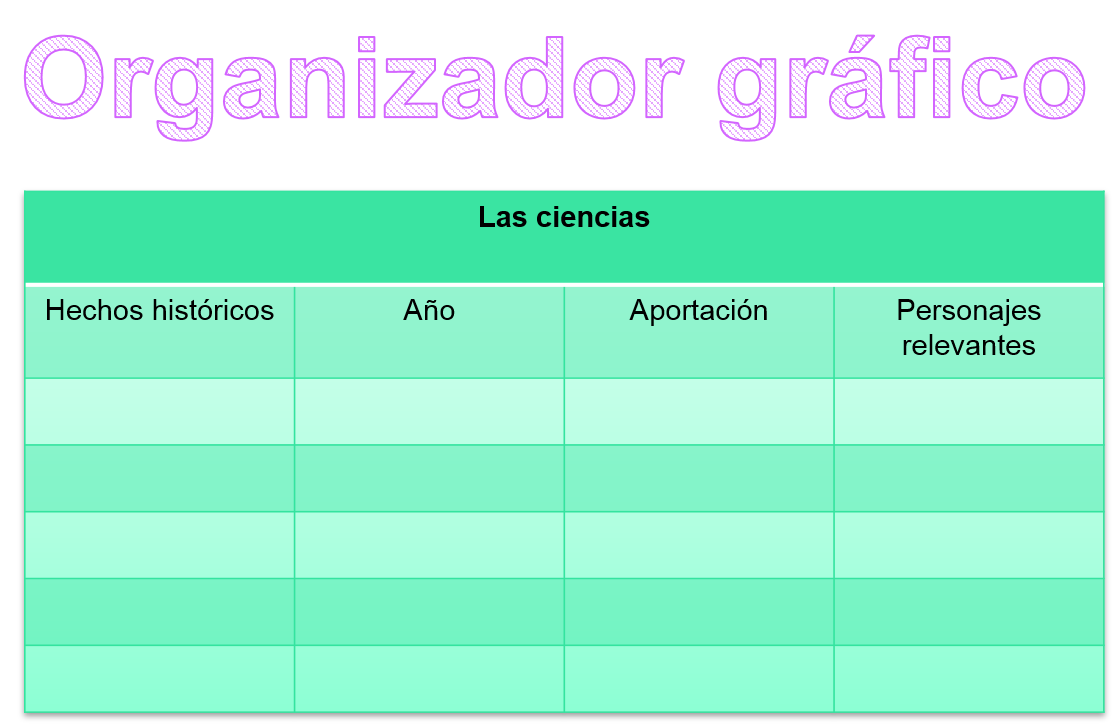 Organizador gráfico
Las ciencias
Hechos históricos
Año
Aportación
Personajes
relevantes